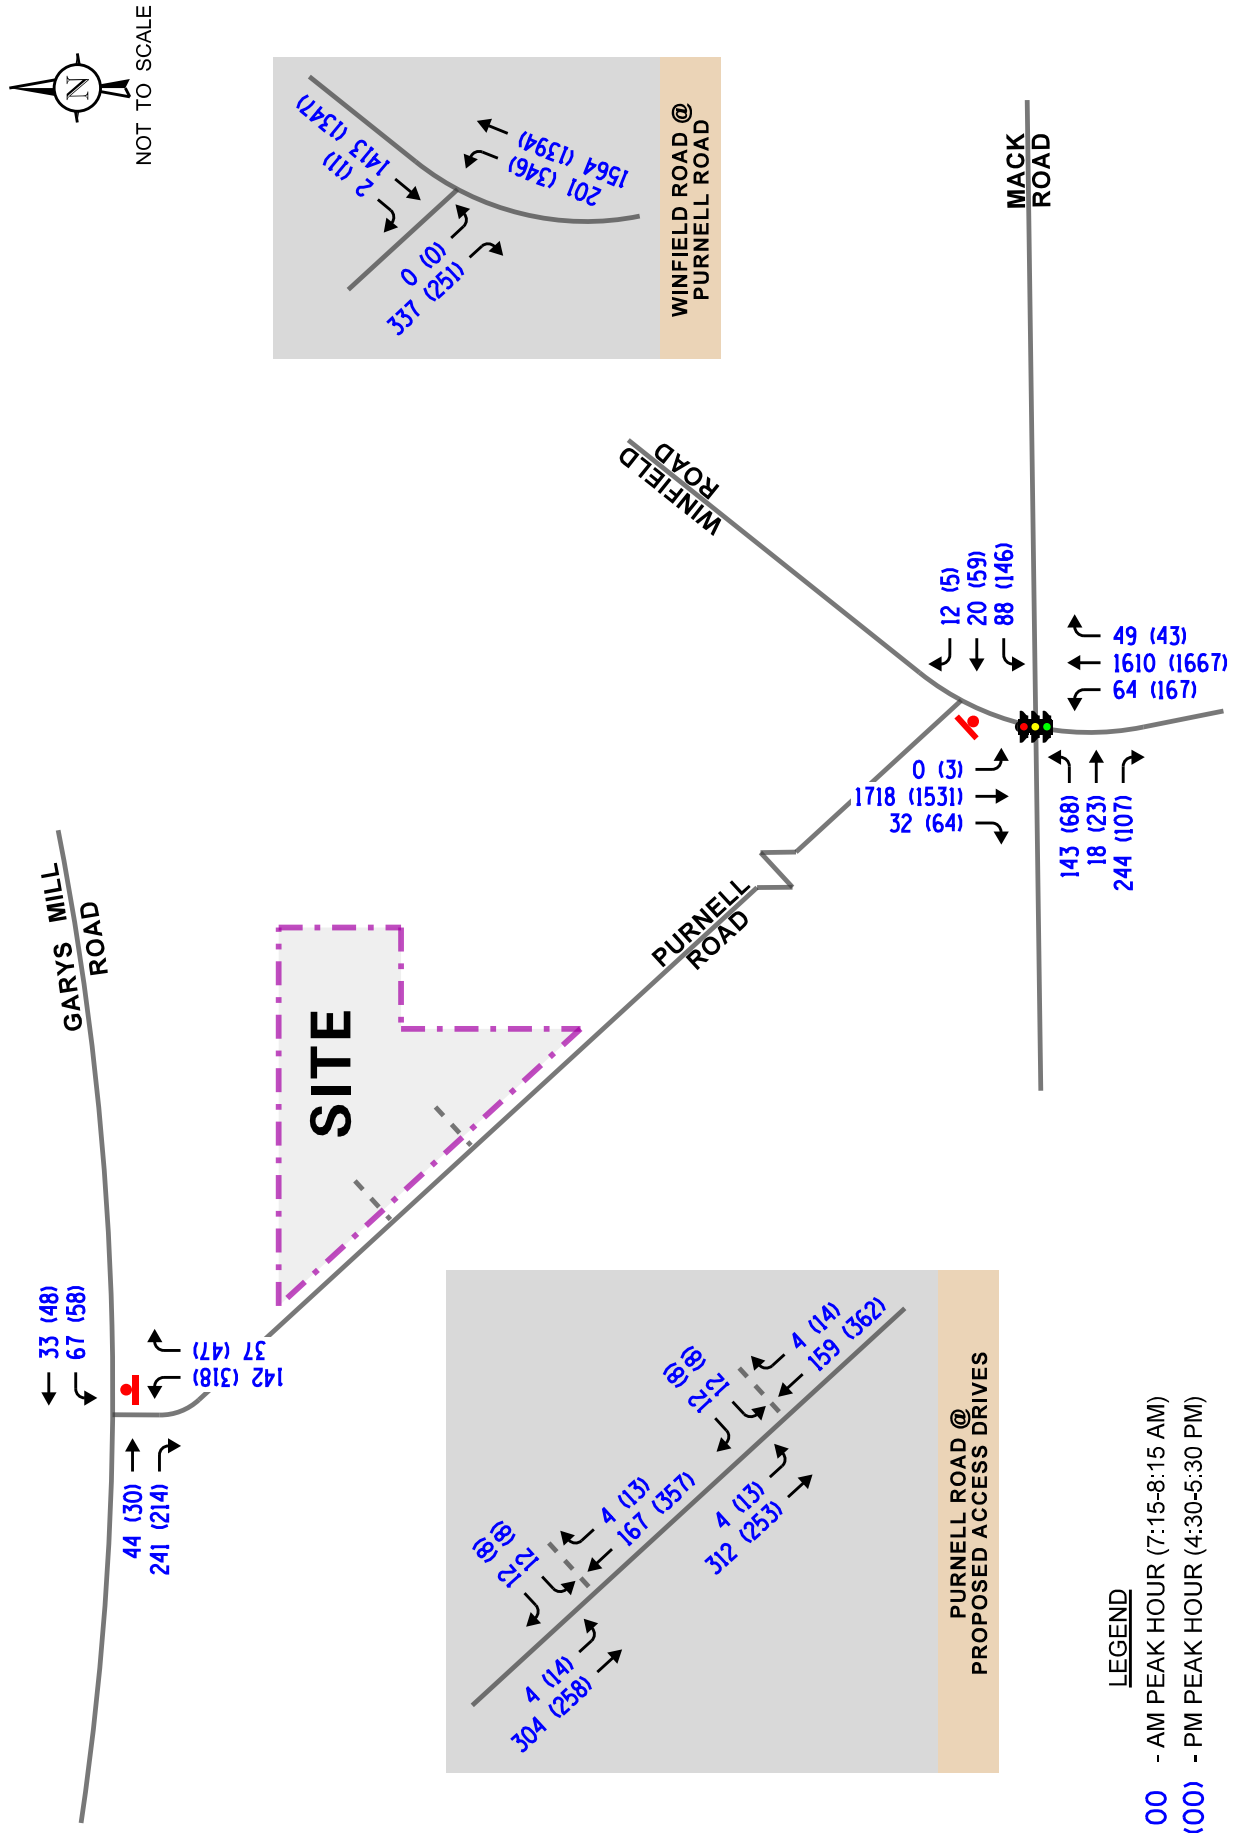 N
NOT TO SCALE
1413 (1347)
2 (11)
0 (0)
337 (251)
201 (346)
1564 (1394)
WINFIELD ROAD @
PURNELL ROAD
MACK
ROAD
WINFIELD
ROAD
12 (5)
20 (59)
88 (146)
49 (43)
1610 (1667)
64 (167)
0 (3)
1718 (1531)
32 (64)
143 (68)
18 (23)
244 (107)
GARYS MILL
ROAD
SITE
PURNELL
ROAD
33 (48)
67 (58)
37 (47)
142 (318)
44 (30)
241 (214)
12 (8)
12 (8)
4 (14)
159 (362)
4 (13)
312 (253)
12 (8)
12 (8)
4 (13)
167 (357)
4 (14)
304 (258)
PURNELL ROAD @
PROPOSED ACCESS DRIVES
LEGEND
00 - AM PEAK HOUR (7:15-8:15 AM)
(00) - PM PEAK HOUR (4:30-5:30 PM)